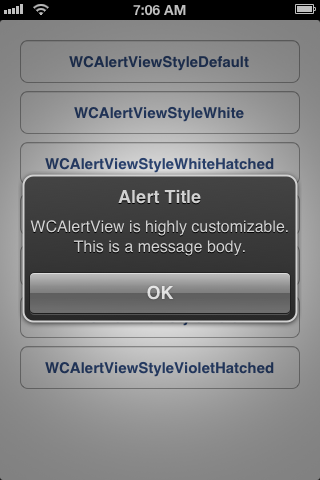 7:06 AM
WCAlertViewStyleDefault
WCAlertViewStyleWhite
WCAlertViewStyleWhiteHatched
Alert Title
WCAlertView is highly customizable.
This is a message body.
OK
WCAlertViewStyleVioletHatched